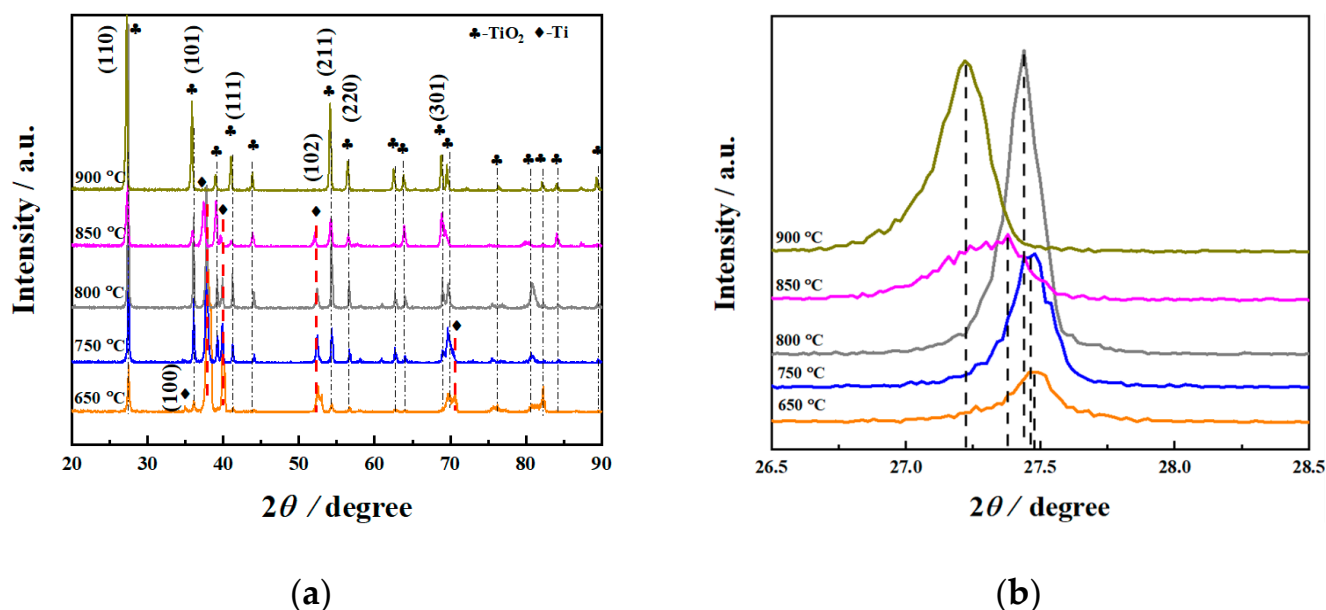 ♣-TiO₂ ♦-Ti
(110)
(101)
(111)
(211)
(220)
(301)
(102)
(100)
900 °C
850 °C
800 °C
750 °C
650 °C
Intensity / a.u.
20 30 40 50 60 70 80 90
2θ / degree
(a)
900 °C
850 °C
800 °C
750 °C
650 °C
Intensity / a.u.
26.5 27.0 27.5 28.0 28.5
2θ / degree
(b)